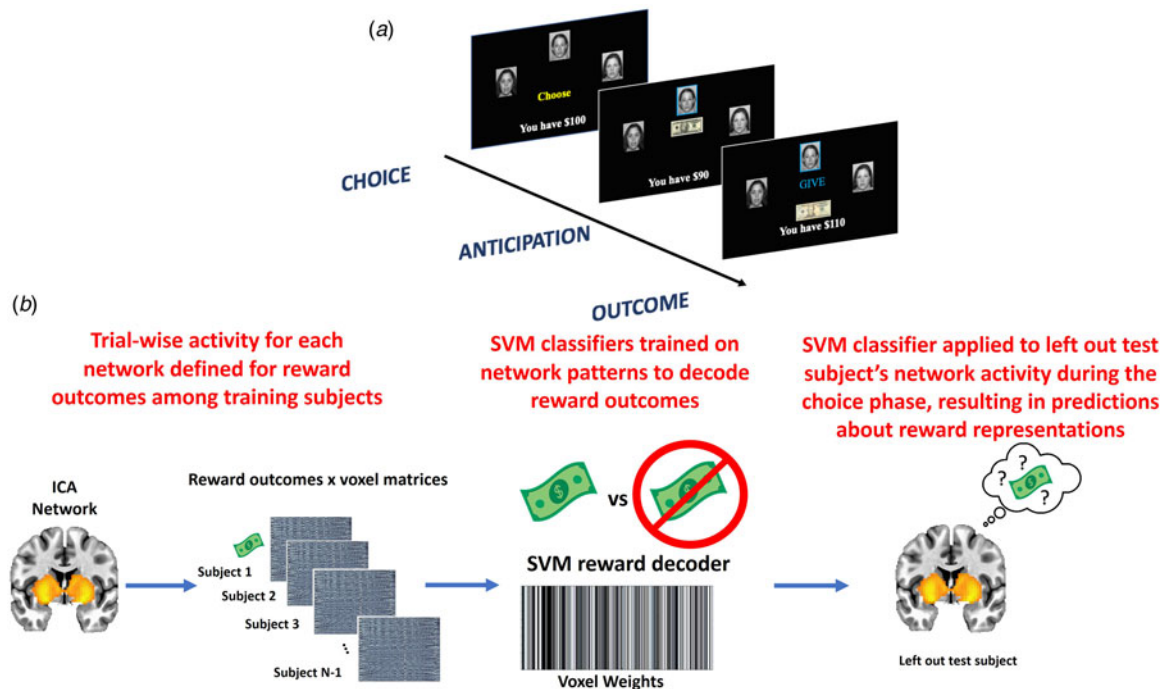 (a)
Choose
You have $100
You have $90
GIVE
You have $110
CHOICE
ANTICIPATION
OUTCOME
(b)
Trial-wise activity for each
network defined for reward
outcomes among training subjects
SVM classifiers trained on
network patterns to decode
reward outcomes
SVM classifier applied to left out test
subject's network activity during the
choice phase, resulting in predictions
about reward representations
ICA
Network
Reward outcomes x voxel matrices
Subject 1
Subject 2
Subject 3
⋮
Subject N-1
$
vs
$
SVM reward decoder
Voxel Weights
? $ ?
?
Left out test subject